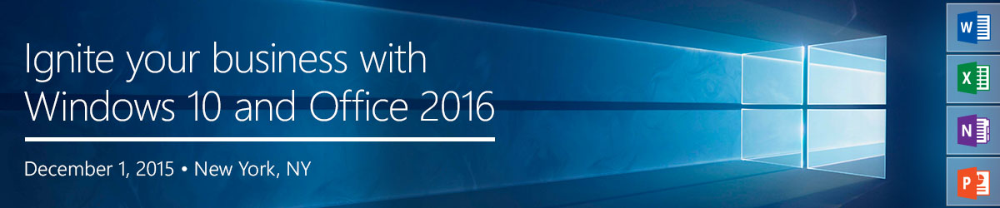 Ignite your business with
Windows 10 and Office 2016
December 1, 2015 • New York, NY
W
X
N
P